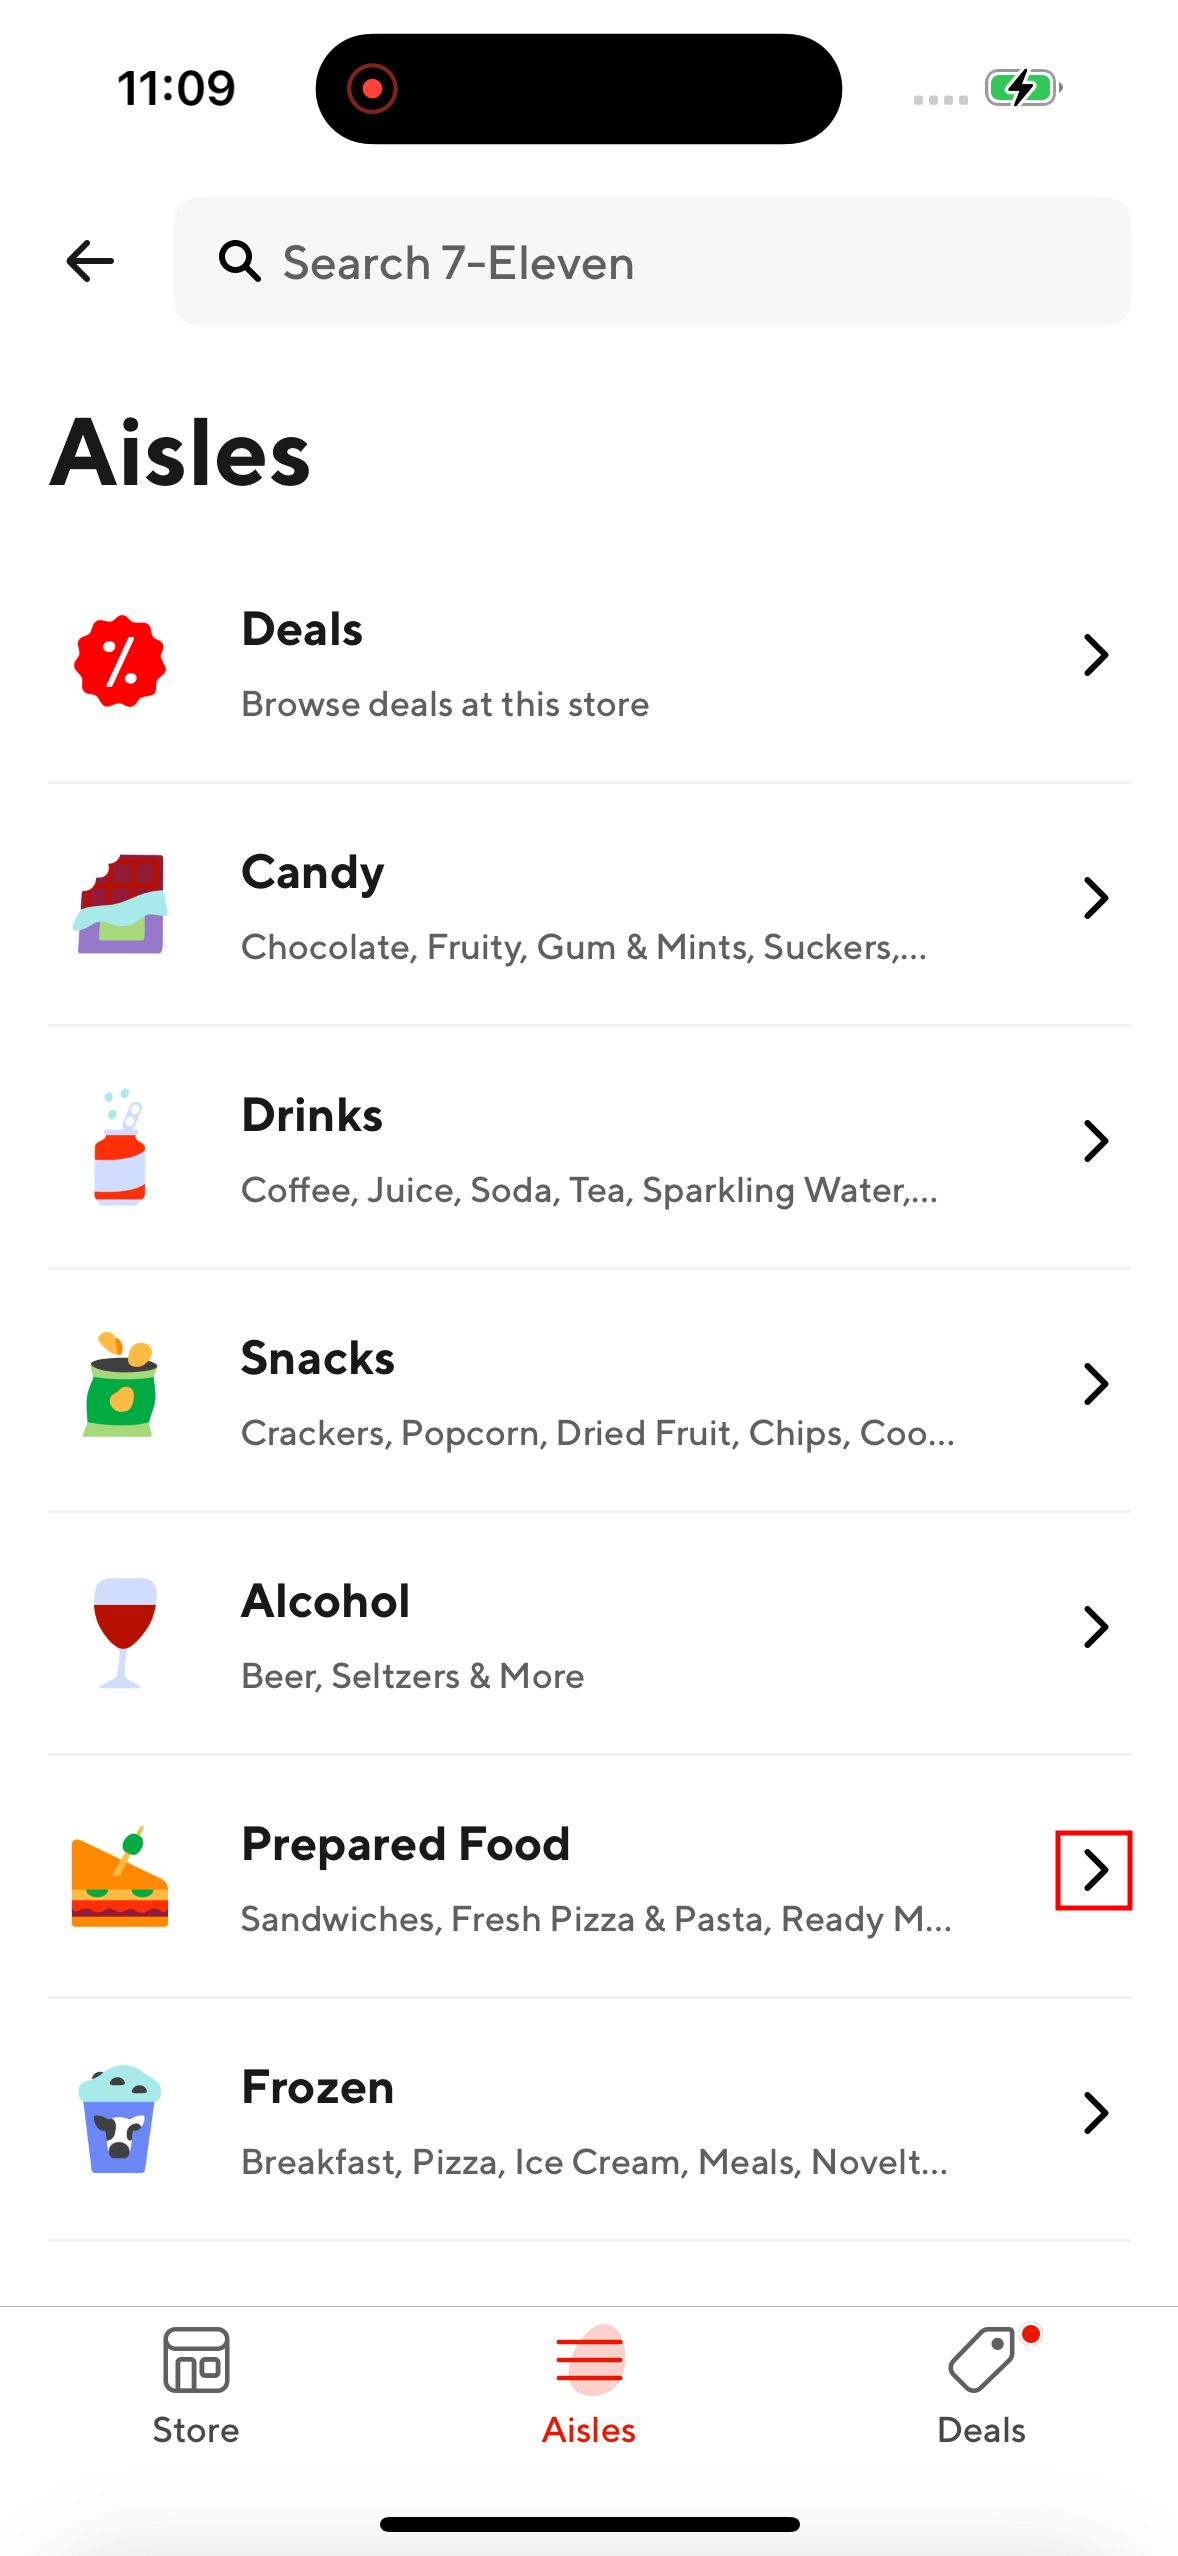 11:09
Search 7-Eleven
Aisles
Deals
Browse deals at this store
Candy
Chocolate, Fruity, Gum & Mints, Suckers,...
Drinks
Coffee, Juice, Soda, Tea, Sparkling Water,...
Snacks
Crackers, Popcorn, Dried Fruit, Chips, Coo...
Alcohol
Beer, Seltzers & More
Prepared Food
Sandwiches, Fresh Pizza & Pasta, Ready M...
Frozen
Breakfast, Pizza, Ice Cream, Meals, Novelt...
Store
Aisles
Deals